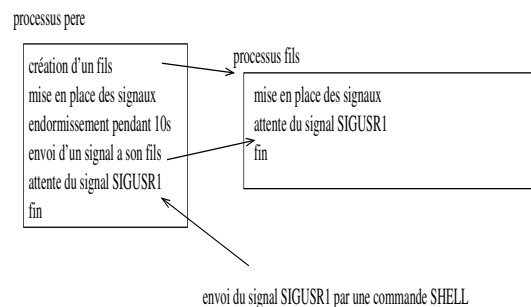 processus pere
processus fils
création d'un fils
mise en place des signaux
endormissement pendant 10s
envoi d'un signal a son fils
attente du signal SIGUSR1
fin
mise en place des signaux
attente du signal SIGUSR1
fin
envoi du signal SIGUSR1 par une commande SHELL